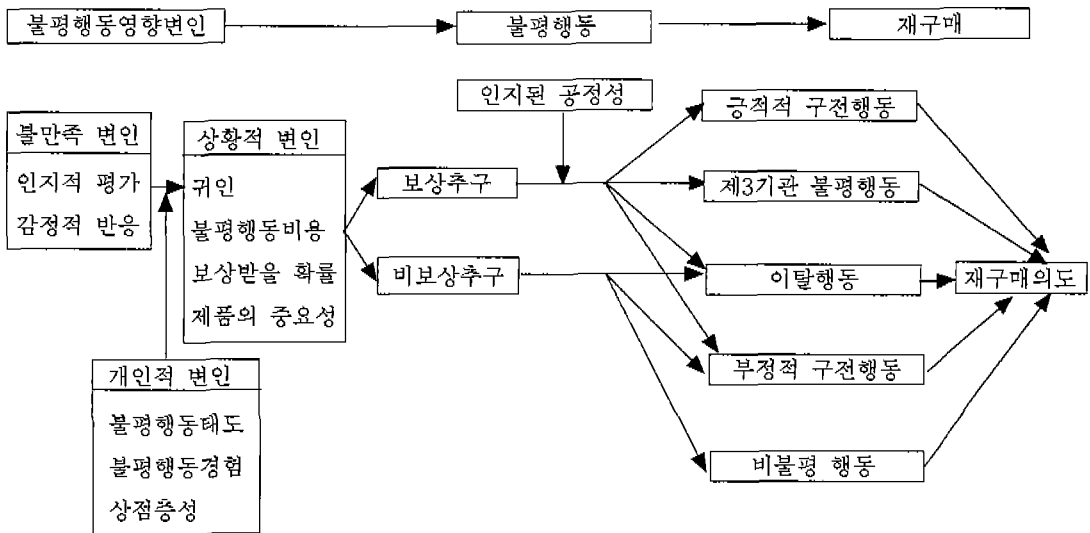 불평행동영향변인
불평행동
재구매
인지된 공정성
불만족 변인
인지적 평가
감정적 반응
상황적 변인
귀인
불평행동비용
보상받을 확률
제품의 중요성
개인적 변인
불평행동태도
불평행동경험
상점충성
보상추구
비보상추구
긍적적 구전행동
제3기관 불평행동
이탈행동
부정적 구전행동
비불평 행동
재구매의도